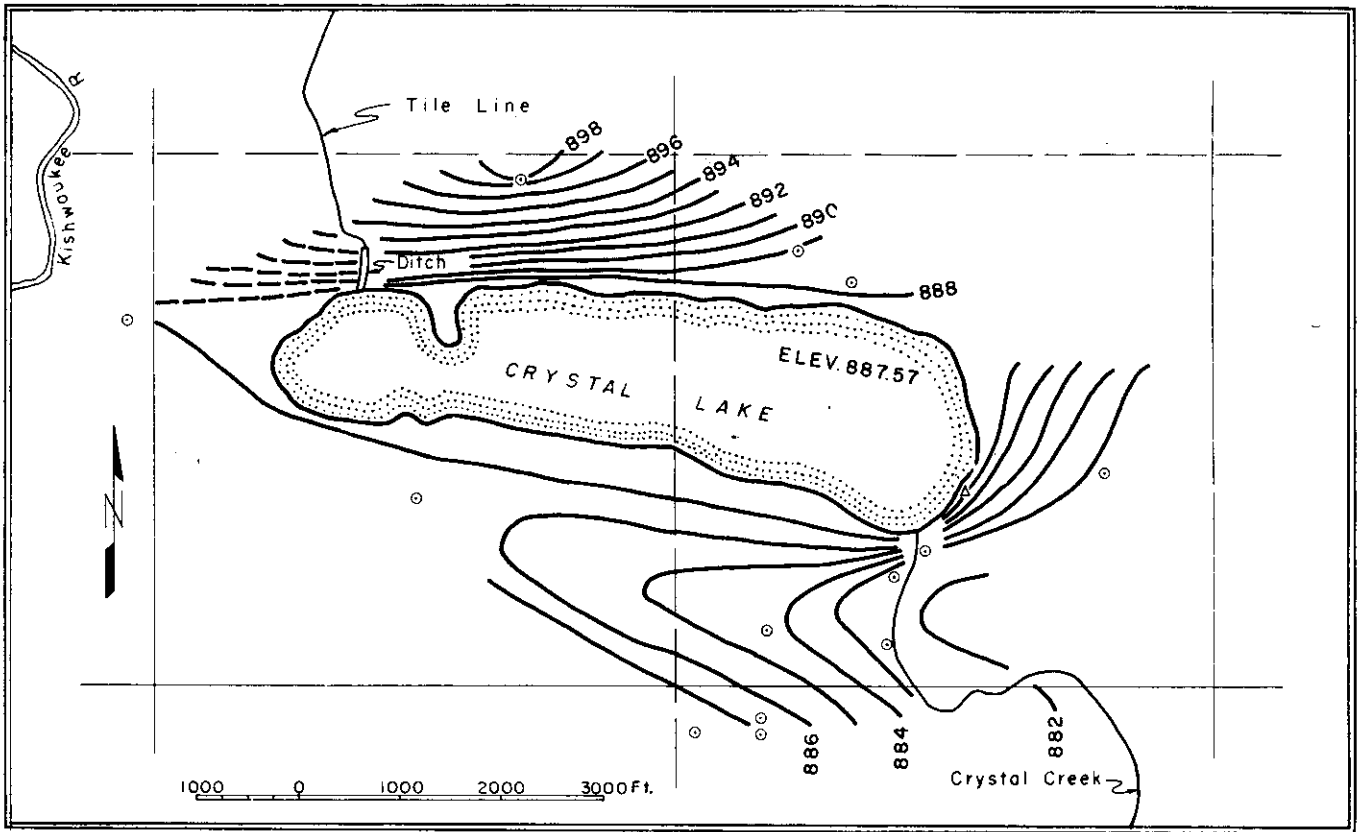 Kishwaukee R
Tile Line
898
896
894
892
890
Ditch
888
ELEV. 887.57
CRYSTAL LAKE
N
886
884
882
Crystal Creek
1000 0 1000 2000 3000 Ft.